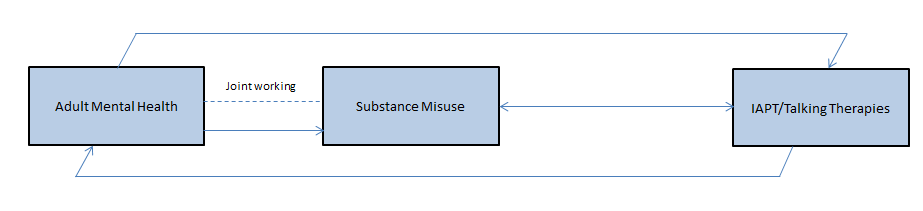 Joint working
Adult Mental Health
Substance Misuse
IAPT/Talking Therapies